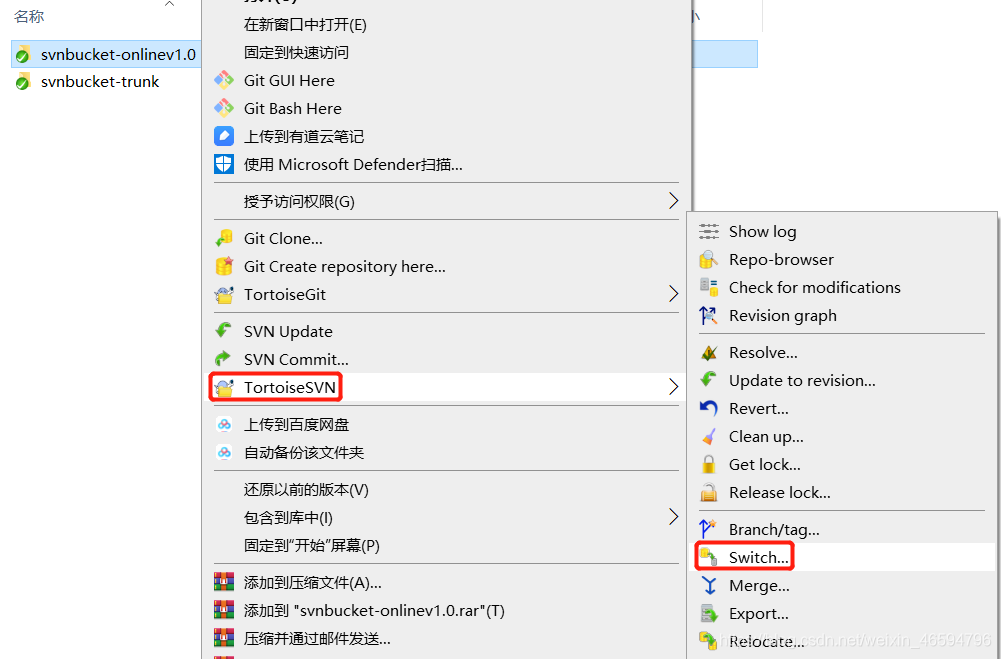 名称
svnbucket-onlinev1.0
svnbucket-trunk
在新窗口中打开(E)
固定到快速访问
Git GUI Here
Git Bash Here
上传到有道云笔记
使用 Microsoft Defender扫描...
授予访问权限(G)
Git Clone...
Git Create repository here...
TortoiseGit
SVN Update
SVN Commit...
TortoiseSVN
上传到百度网盘
自动备份该文件夹
还原以前的版本(V)
包含到库中(I)
固定到“开始”屏幕(P)
添加到压缩文件(A)...
添加到 "svnbucket-onlinev1.0.rar"(T)
压缩并通过邮件发送...
Show log
Repo-browser
Check for modifications
Revision graph
Resolve...
Update to revision...
Revert...
Clean up...
Get lock...
Release lock...
Branch/tag...
Switch...
Merge...
Export...
Relocate...
https://blog.csdn.net/weixin_46594796